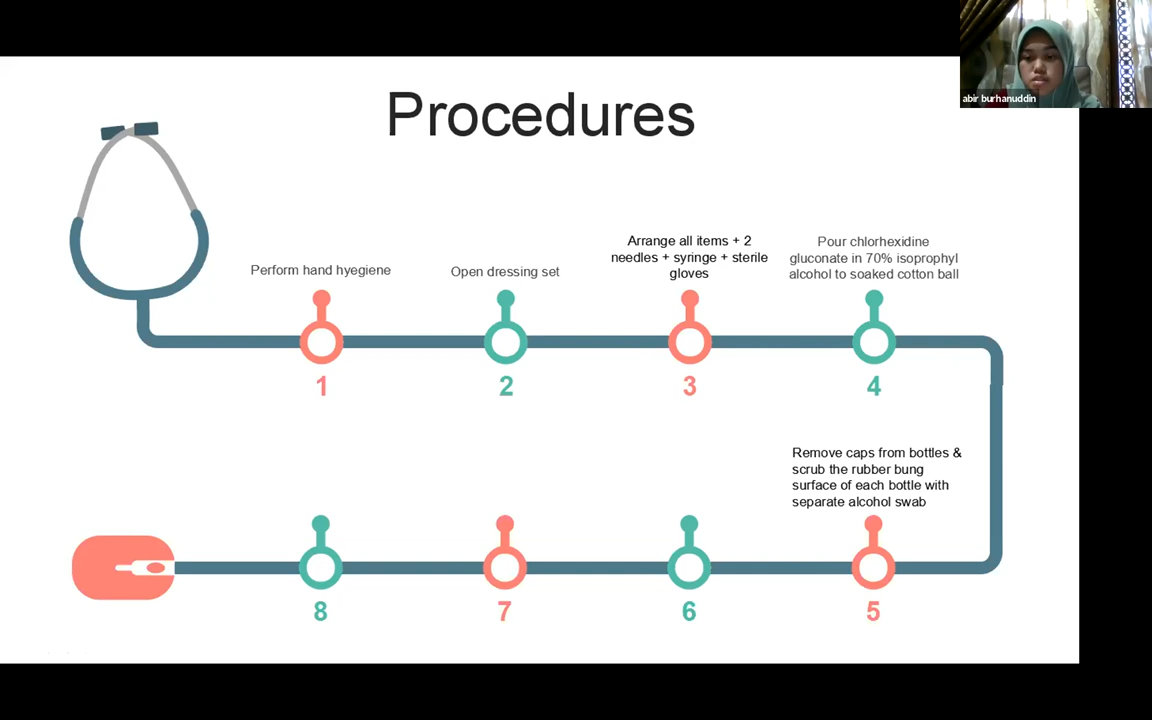 abir burhanuddin
Procedures
Perform hand hyegiene
Open dressing set
Arrange all items + 2
needles + syringe + sterile
gloves
Pour chlorhexidine
gluconate in 70% isoprophyl
alcohol to soaked cotton ball
1
2
3
4
Remove caps from bottles &
scrub the rubber bung
surface of each bottle with
separate alcohol swab
8
7
6
5